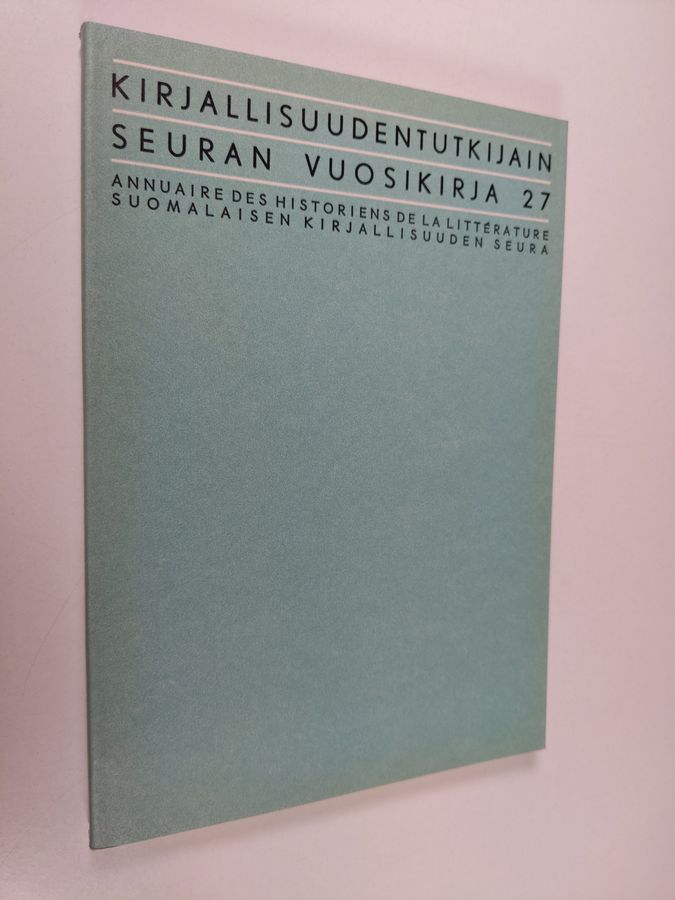 KIRJALLISUUDENTUTKIJAIN
SEURAN VUOSIKIRJA 27
ANNUAIRE DES HISTORIENS DE LA LITTÉRATURE
SUOMALAISEN KIRJALLISUUDEN SEURA